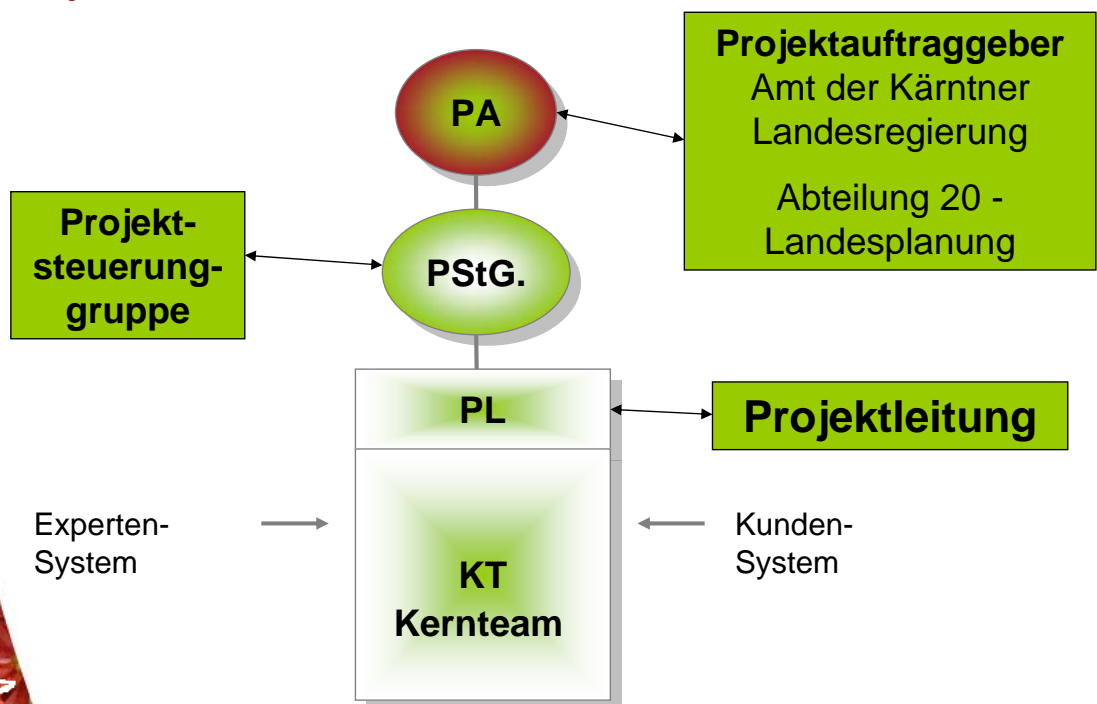 PA
Projektauftraggeber
Amt der Kärntner
Landesregierung
Abteilung 20 -
Landesplanung
Projekt-
steuerung-
gruppe
PStG.
PL
Projektleitung
Experten-
System
Kunden-
System
KT
Kernteam